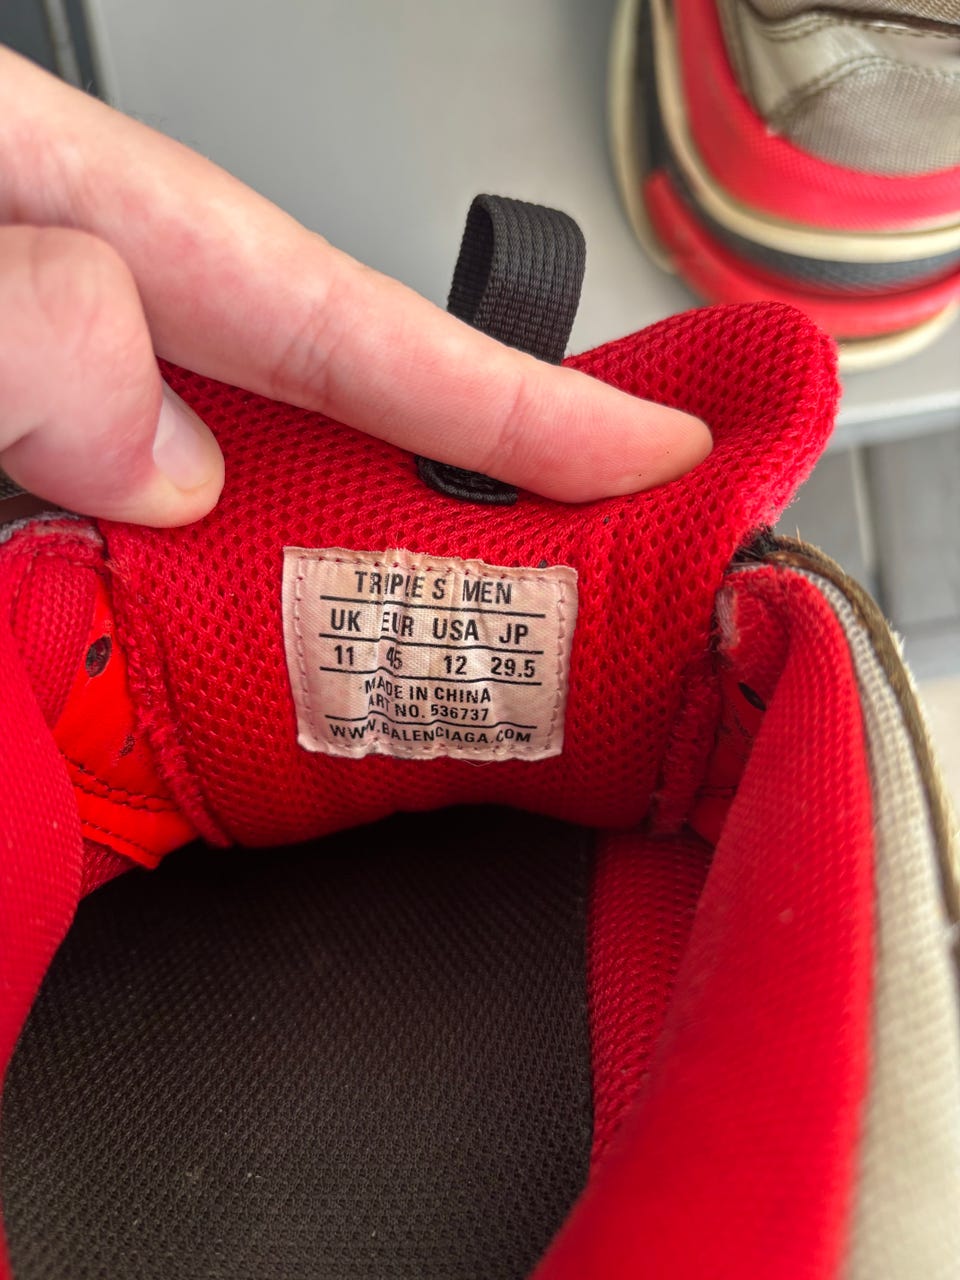 TRIPLE S MEN
UK EUR USA JP
11 45 12 29.5
MADE IN CHINA
ART NO. 536737
WWW.BALENCIAGA.COM